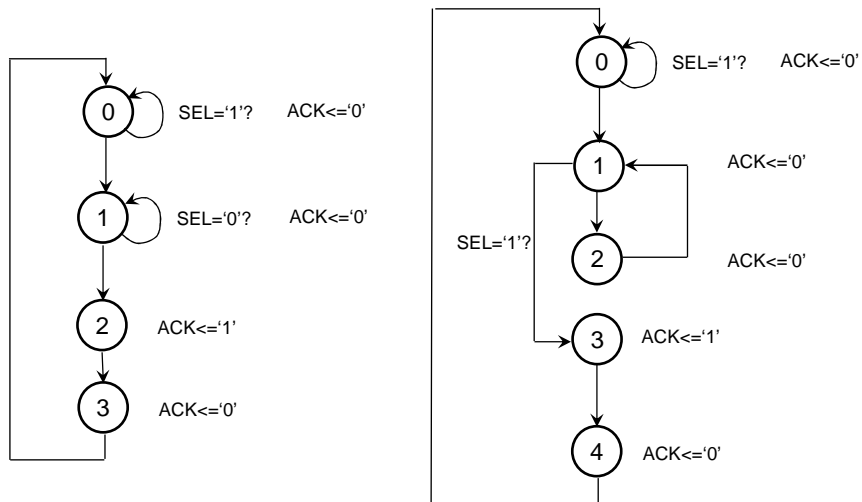 0
SEL=‘1’? ACK<=‘0’
1
SEL=‘0’? ACK<=‘0’
2
ACK<=‘1’
3
ACK<=‘0’
0
SEL=‘1’? ACK<=‘0’
1
ACK<=‘0’
SEL=‘1’?
2
ACK<=‘0’
3
ACK<=‘1’
4
ACK<=‘0’